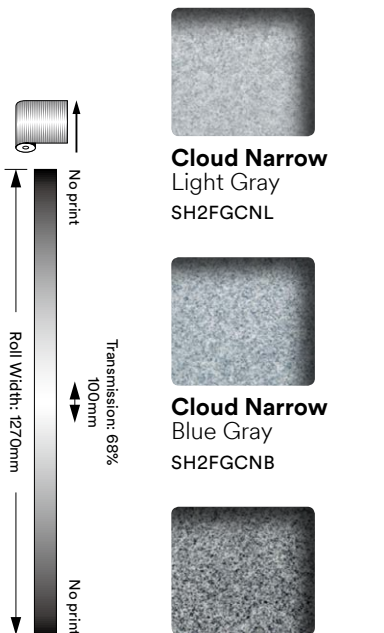 No print
Roll Width: 1270mm
Transmission: 68%
100mm
No print
Cloud Narrow
Light Gray
SH2FGCNL
Cloud Narrow
Blue Gray
SH2FGCNB